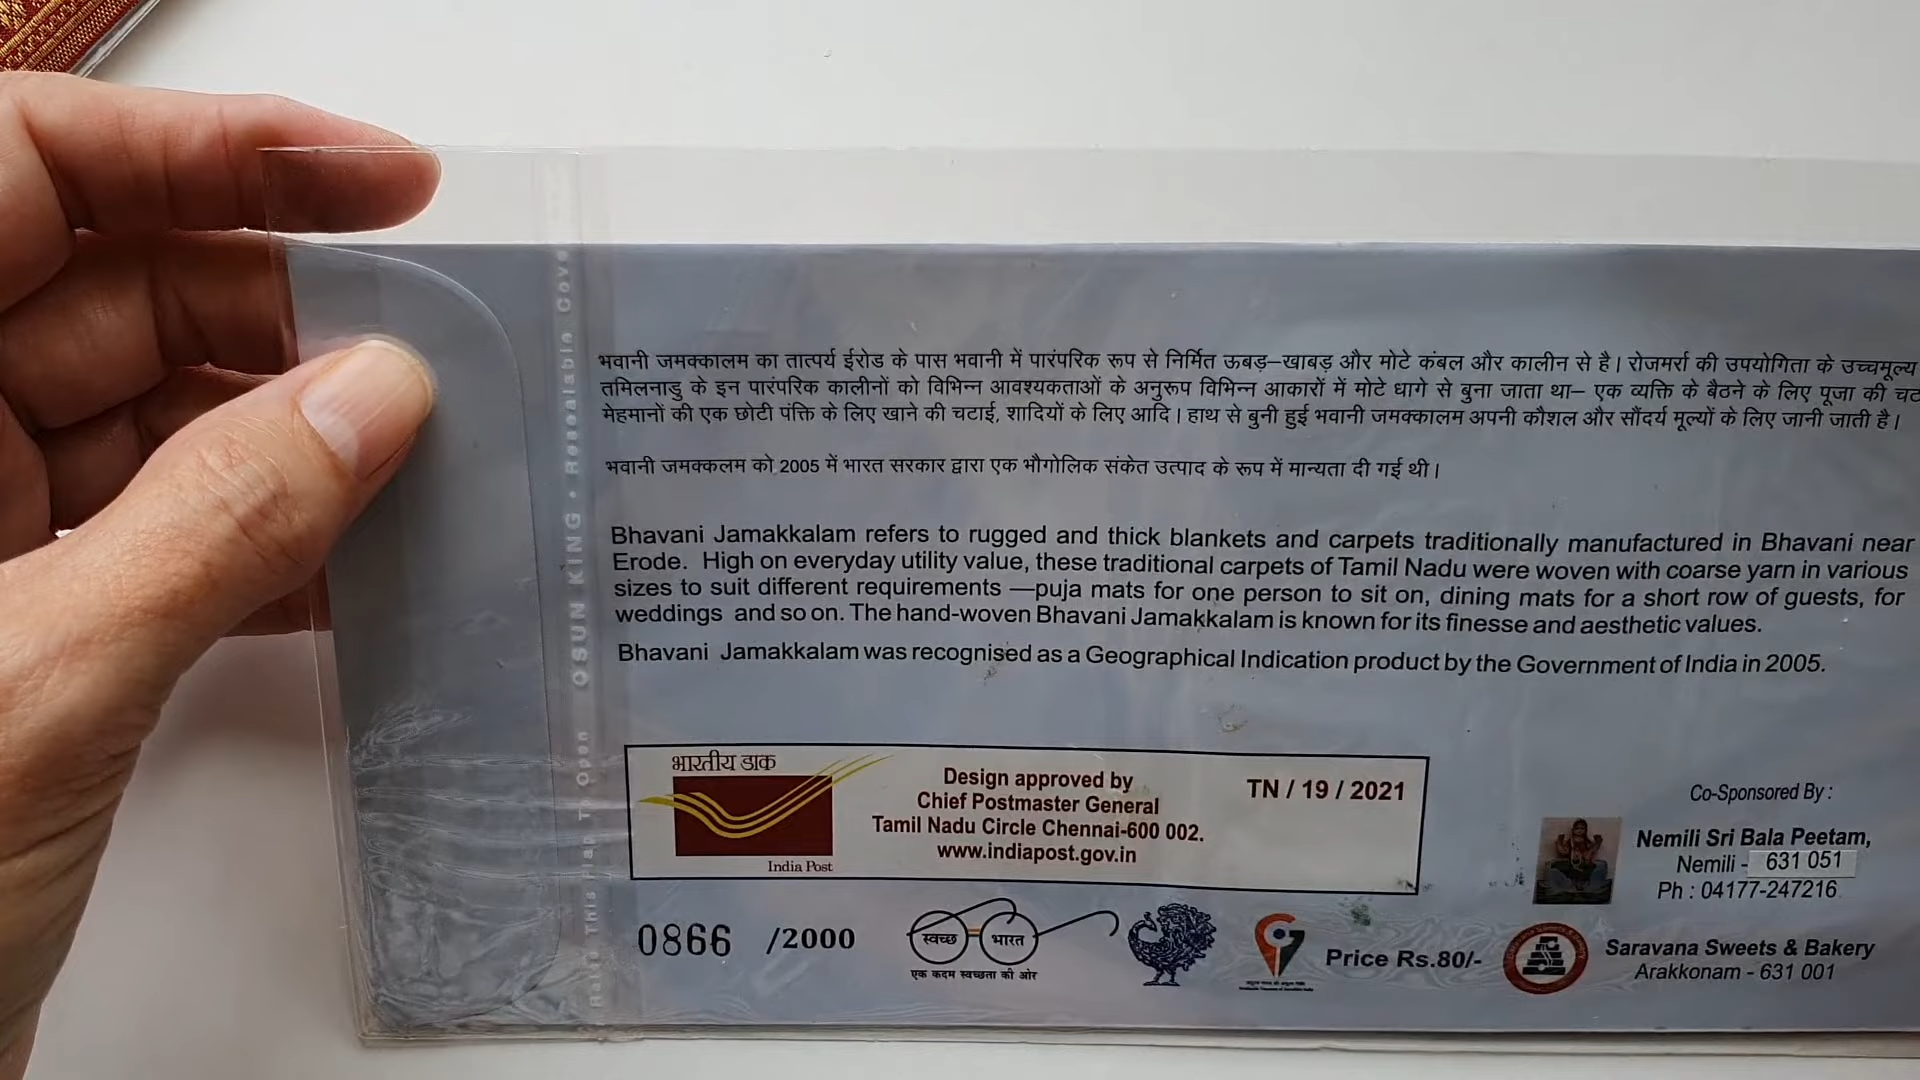 भवानी जमक्कालम का तात्पर्य ईरोड के पास भवानी में पारंपरिक रूप से निर्मित ऊबड़–खाबड़ और मोटे कंबल और कालीन से है। रोजमर्रा की उपयोगिता के उच्चमूल्य
तमिलनाडु के इन पारंपरिक कालीनों को विभिन्न आवश्यकताओं के अनुरूप विभिन्न आकारों में मोटे धागे से बुना जाता था– एक व्यक्ति के बैठने के लिए पूजा की
मेहमानों की एक छोटी पंक्ति के लिए खाने की चटाई, शादियों के लिए आदि। हाथ से बुनी हुई भवानी जमक्कालम अपनी कौशल और सौंदर्य मूल्यों के लिए जानी जाती है।
भवानी जमक्कलम को 2005 में भारत सरकार द्वारा एक भौगोलिक संकेत उत्पाद के रूप में मान्यता दी गई थी।
Bhavani Jamakkalam refers to rugged and thick blankets and carpets traditionally manufactured in Bhavani near
Erode. High on everyday utility value, these traditional carpets of Tamil Nadu were woven with coarse yarn in various
sizes to suit different requirements —puja mats for one person to sit on, dining mats for a short row of guests, for
weddings and so on. The hand-woven Bhavani Jamakkalam is known for its finesse and aesthetic values.
Bhavani Jamakkalam was recognised as a Geographical Indication product by the Government of India in 2005.
भारतीय डाक
India Post
Design approved by
Chief Postmaster General
Tamil Nadu Circle Chennai-600 002.
www.indiapost.gov.in
TN / 19 / 2021
Co-Sponsored By :
Nemili Sri Bala Peetam,
Nemili - 631 051
Ph : 04177-247216
0866 /2000
स्वच्छ भारत
एक कदम स्वच्छता की ओर
Price Rs.80/-
Saravana Sweets & Bakery
Arakkonam - 631 001
Raise This Flap To Open OSUN KING • Resealable Cove